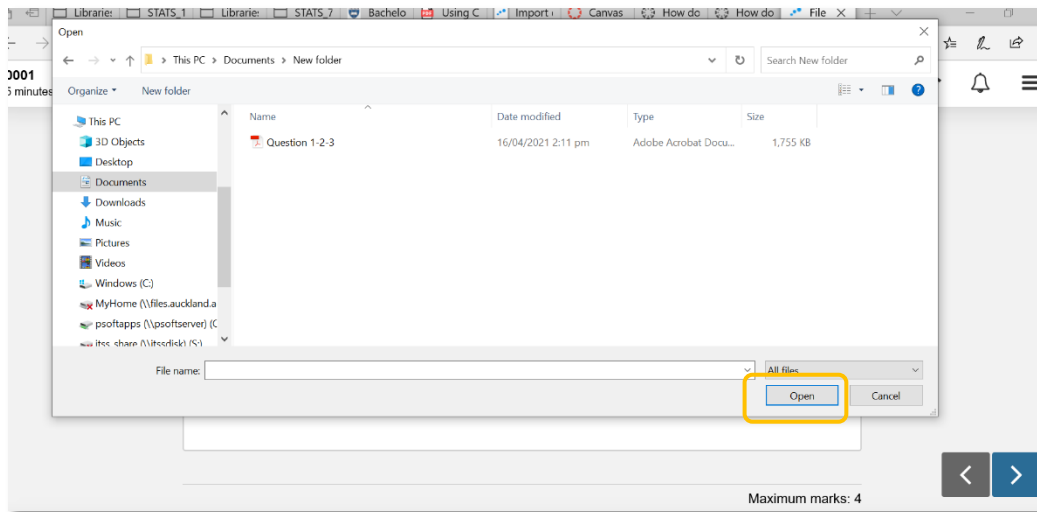 Libraries STATS_1 Libraries STATS_7 Bachelo Using C Import Canvas How do How do File
Open
This PC > Documents > New folder
Search New folder
0001
5 minutes
Organize New folder
Name Date modified Type Size
This PC
3D Objects
Question 1-2-3 16/04/2021 2:11 pm Adobe Acrobat Docu... 1,755 KB
Desktop
Documents
Downloads
Music
Pictures
Videos
Windows (C:)
MyHome (\\files.auckland.a
psoftapps (\\psoftserver) (C
itss_share (\\itssdisk) (S:)
File name:
All files
Open Cancel
Maximum marks: 4